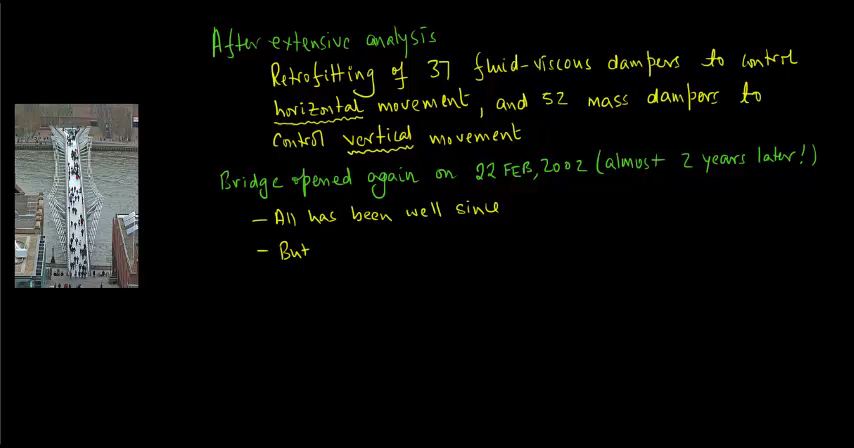 After extensive analysis
Retrofitting of 37 fluid-viscous dampers to control
horizontal movement, and 52 mass dampers to
control vertical movement
Bridge opened again on 22 FEB, 2002 (almost 2 years later!)
- All has been well since
- But